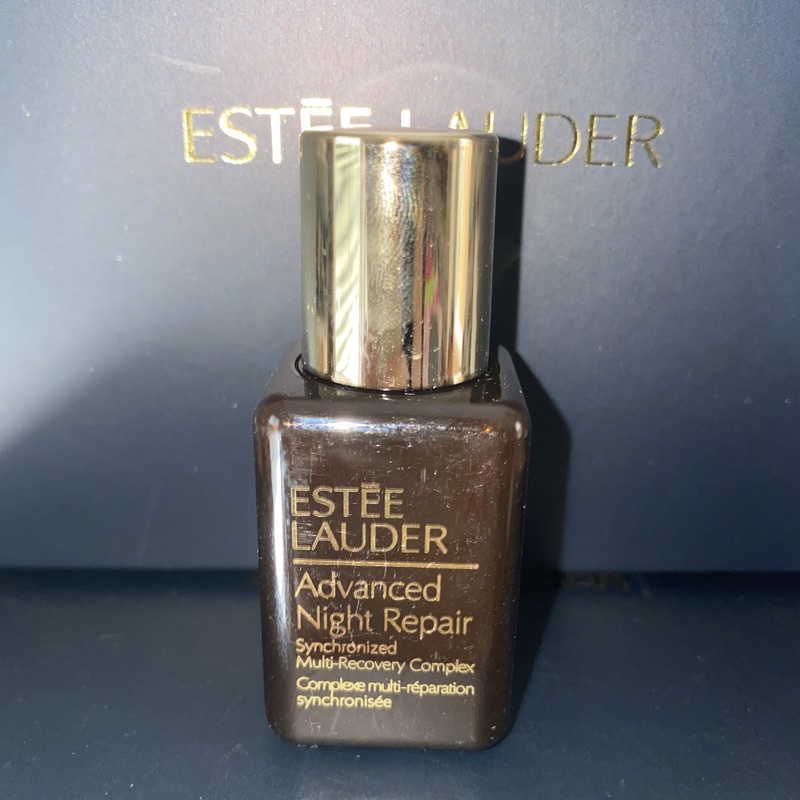 ESTĒE LAUDER
ESTĒE
LAUDER
Advanced
Night Repair
Synchronized
Multi-Recovery Complex
Complexe multi-réparation
synchronisée